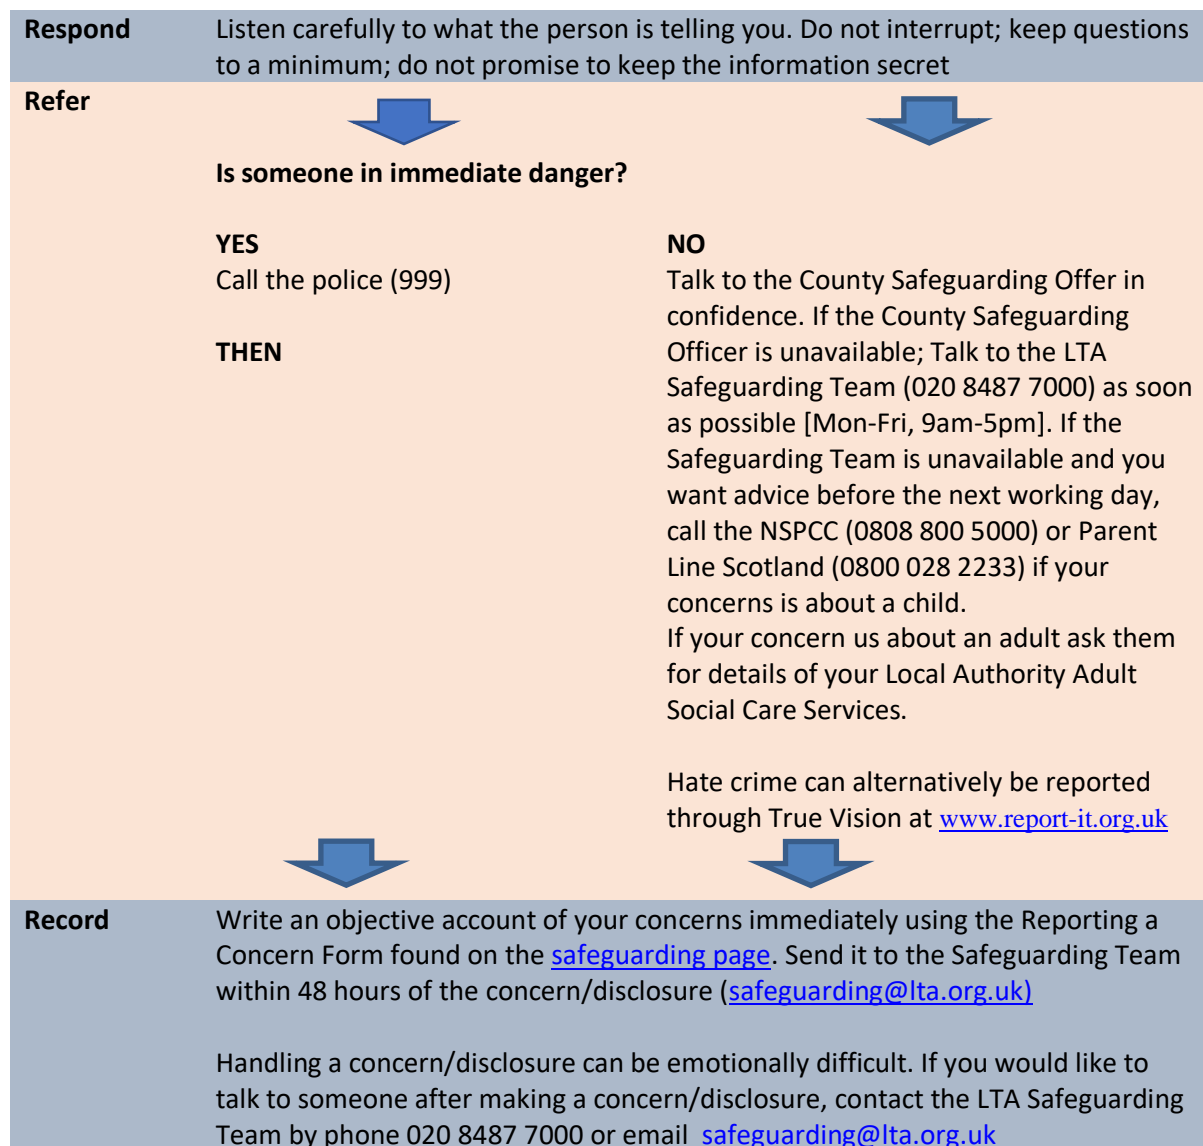 Respond Listen carefully to what the person is telling you. Do not interrupt; keep questions
to a minimum; do not promise to keep the information secret
Refer
Is someone in immediate danger?
YES
Call the police (999)
THEN
NO
Talk to the County Safeguarding Offer in
confidence. If the County Safeguarding
Officer is unavailable; Talk to the LTA
Safeguarding Team (020 8487 7000) as soon
as possible [Mon-Fri, 9am-5pm]. If the
Safeguarding Team is unavailable and you
want advice before the next working day,
call the NSPCC (0808 800 5000) or Parent
Line Scotland (0800 028 2233) if your
concerns is about a child.
If your concern us about an adult ask them
for details of your Local Authority Adult
Social Care Services.
Hate crime can alternatively be reported
through True Vision at www.report-it.org.uk
Record Write an objective account of your concerns immediately using the Reporting a
Concern Form found on the safeguarding page. Send it to the Safeguarding Team
within 48 hours of the concern/disclosure (safeguarding@lta.org.uk)
Handling a concern/disclosure can be emotionally difficult. If you would like to
talk to someone after making a concern/disclosure, contact the LTA Safeguarding
Team by phone 020 8487 7000 or email safeguarding@lta.org.uk